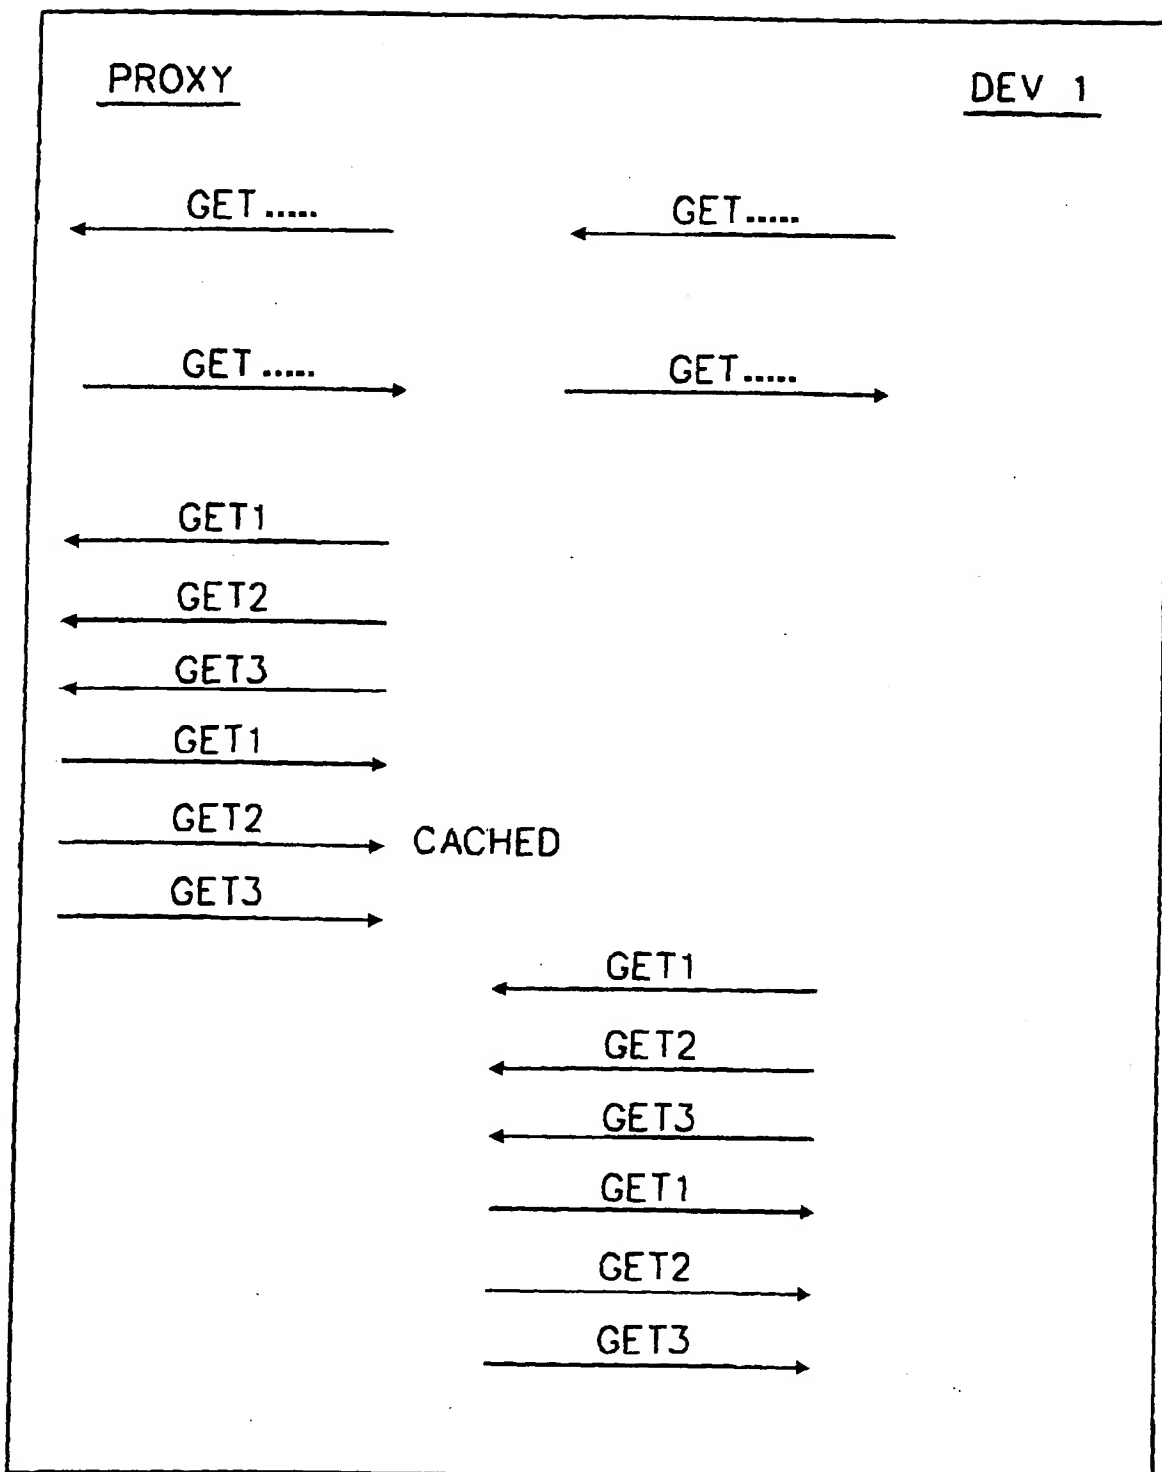 PROXY DEV 1
GET ..... GET.....
GET ..... GET.....
GET1
GET2
GET3
GET1
GET2 CACHED
GET3
GET1
GET2
GET3
GET1
GET2
GET3